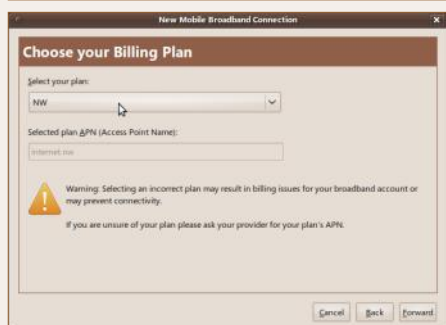 New Mobile Broadband Connection
Choose your Billing Plan
Select your plan:
NW
Selected plan APN (Access Point Name):
Warning: Selecting an incorrect plan may result in billing issues for your broadband account or
may prevent connectivity.
If you are unsure of your plan please ask your provider for your plan's APN.
Cancel Back Forward